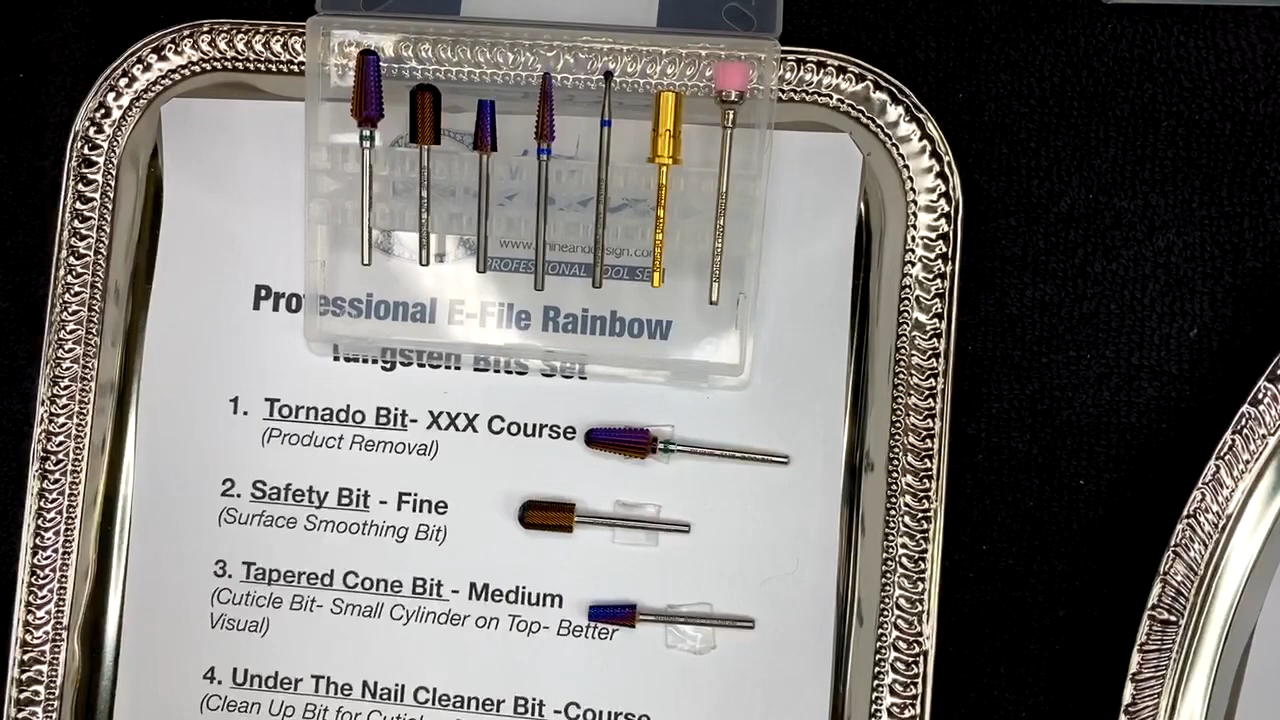 www.shineandesign.com
PROFESSIONAL TOOL SET
Professional E-File Rainbow
Tungsten Bits Set
1. Tornado Bit- XXX Course
(Product Removal)
2. Safety Bit - Fine
(Surface Smoothing Bit)
3. Tapered Cone Bit - Medium
(Cuticle Bit- Small Cylinder on Top- Better
Visual)
4. Under The Nail Cleaner Bit -Course
(Clean Up Bit for